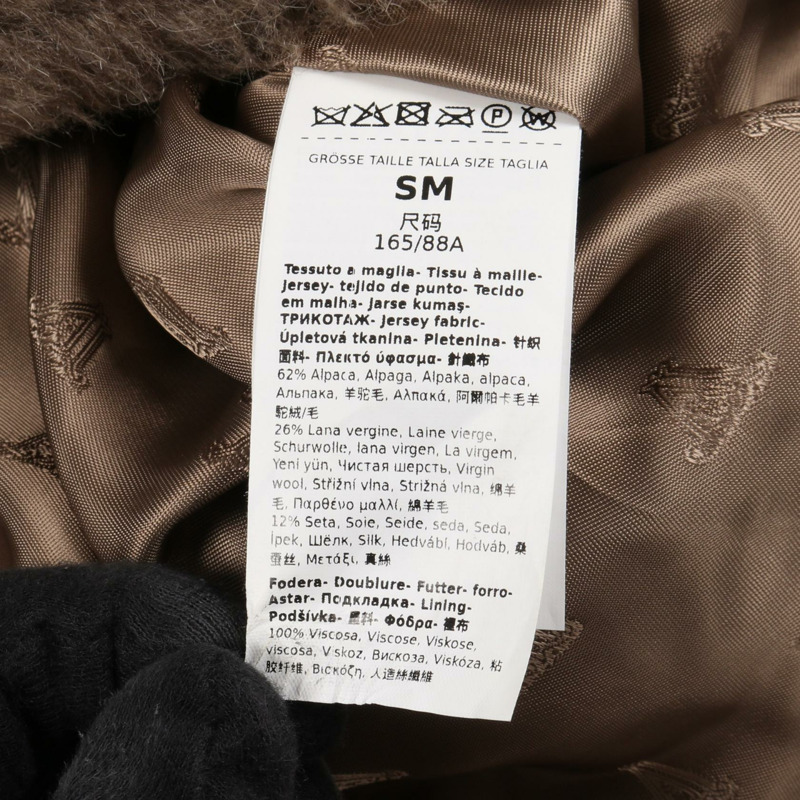 GRÖSSE TAILLE TALLA SIZE TAGLIA
SM
尺码
165/88A
Tessuto a maglia- Tissu à maille-
Jersey- tejido de punto- Tecido
em malha- Jarse kumaş-
ТРИКОТАЖ- Jersey fabric-
Úpletová tkanina- Pletenina- 针织
面料- Πλεκτό ύφασμα- 針織布
62% Alpaca, Alpaga, Alpaka, alpaca,
Альпака, 羊驼毛, Αλπακά, 阿爾帕卡毛羊
駝絨/毛
26% Lana vergine, Laine vierge,
Schurwolle, lana virgen, La virgem,
Yeni yün, Чистая шерсть, Virgin
wool, Střižní vlna, Strižná vlna, 绵羊
毛, Παρθένο μαλλί, 綿羊毛
12% Seta, Soie, Seide, seda, Seda,
İpek, Шёлк, Silk, Hedvábí, Hodváb, 桑
蚕丝, Μετάξι, 真絲
Fodera- Doublure- Futter- forro-
Astar- Подкладка- Lining-
Podšívka- 里料- Φόδρα- 襯布
100% Viscosa, Viscose, Viskose,
viscosa, Viskoz, Вискоза, Viskóza, 粘
胶纤维, Βισκόζη, 人造絲纖維